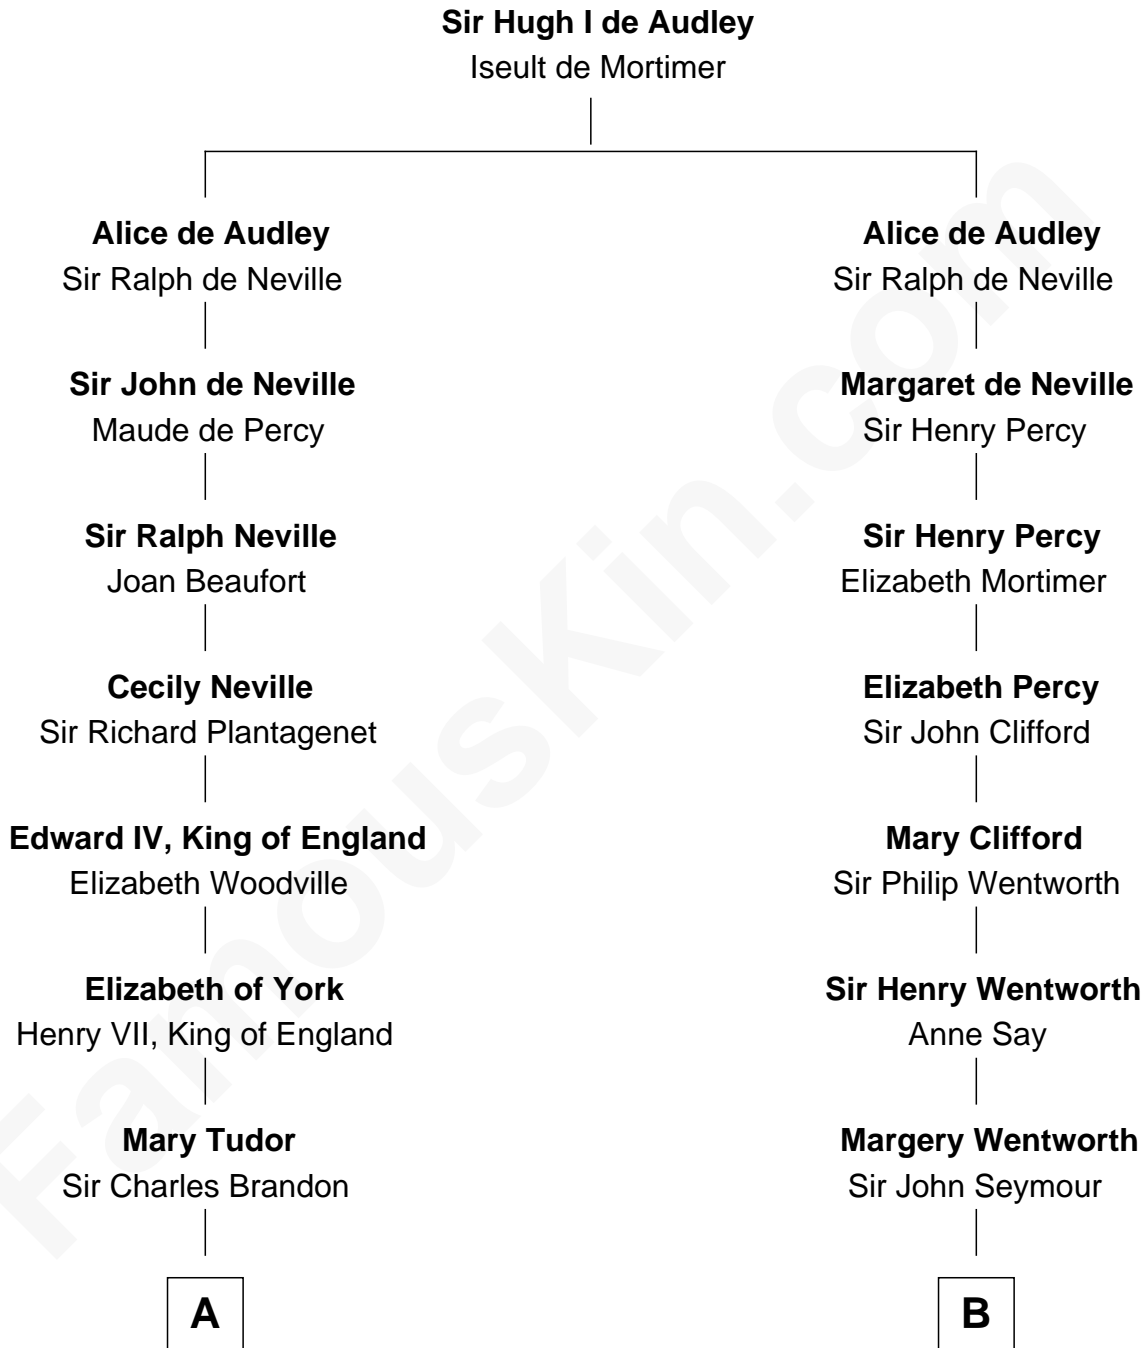 Sir Hugh I de Audley
Iseult de Mortimer
Alice de Audley
Sir Ralph de Neville
Alice de Audley
Sir Ralph de Neville
Sir John de Neville
Maude de Percy
Margaret de Neville
Sir Henry Percy
Sir Ralph Neville
Joan Beaufort
Sir Henry Percy
Elizabeth Mortimer
Cecily Neville
Sir Richard Plantagenet
Elizabeth Percy
Sir John Clifford
Edward IV, King of England
Elizabeth Woodville
Mary Clifford
Sir Philip Wentworth
Elizabeth of York
Henry VII, King of England
Sir Henry Wentworth
Anne Say
Mary Tudor
Sir Charles Brandon
Margery Wentworth
Sir John Seymour
A
B
FamousKin.com